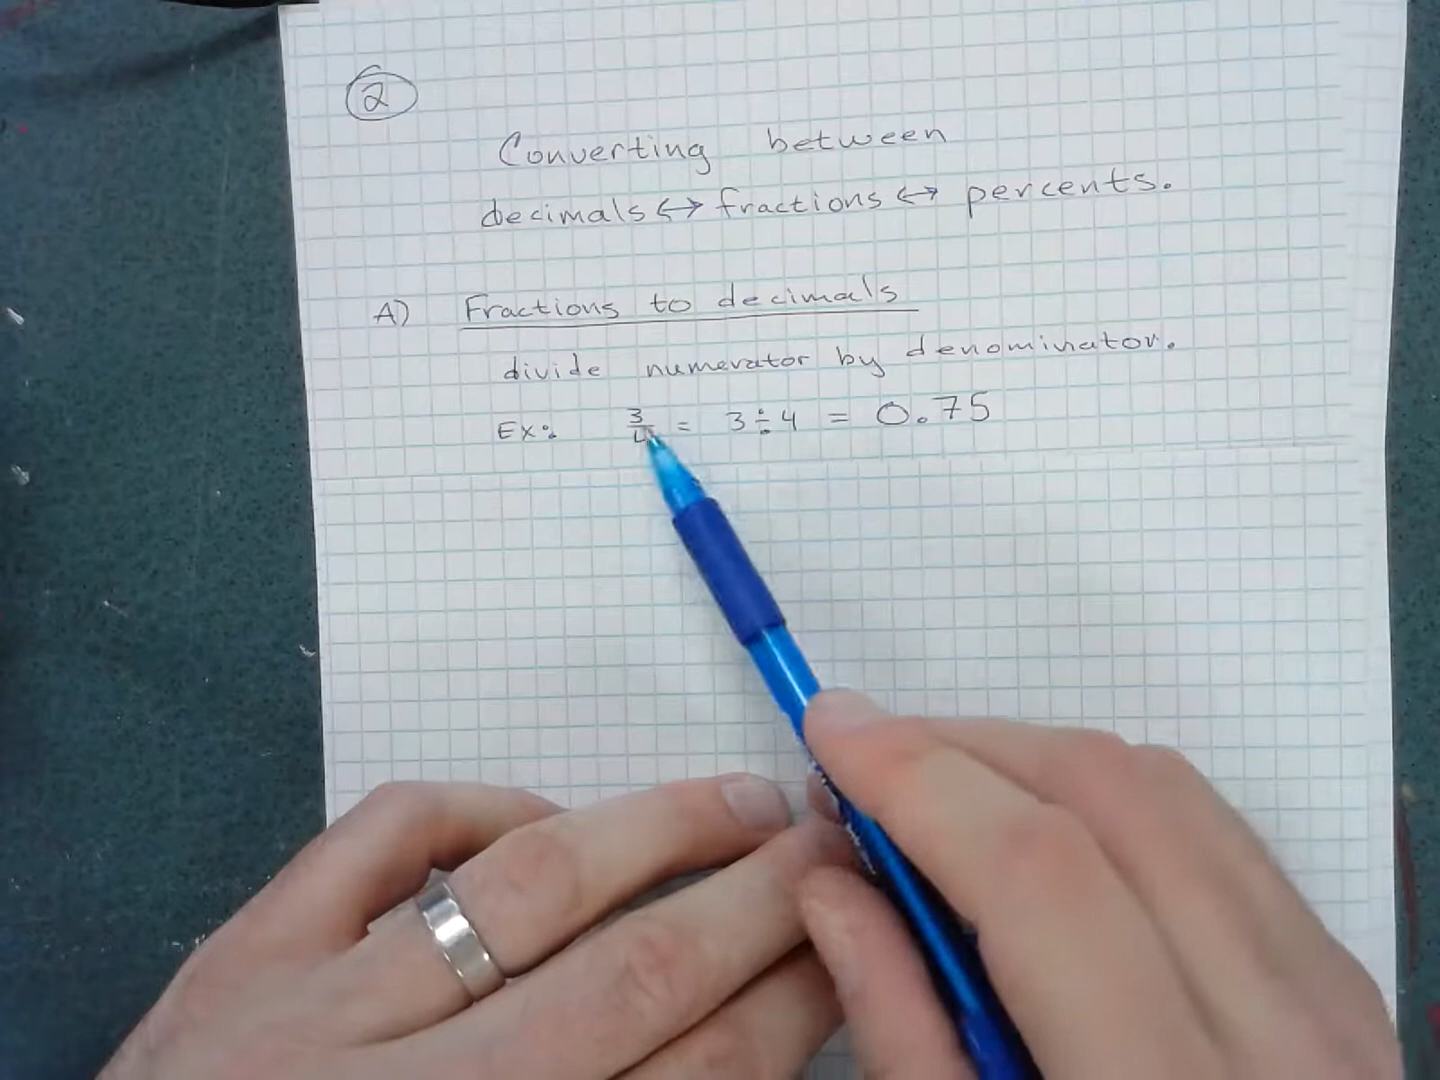 2
Converting between
decimals ↔ fractions ↔ percents.
A) Fractions to decimals
divide numerator by denominator.
Ex: 3/4 = 3 ÷ 4 = 0.75